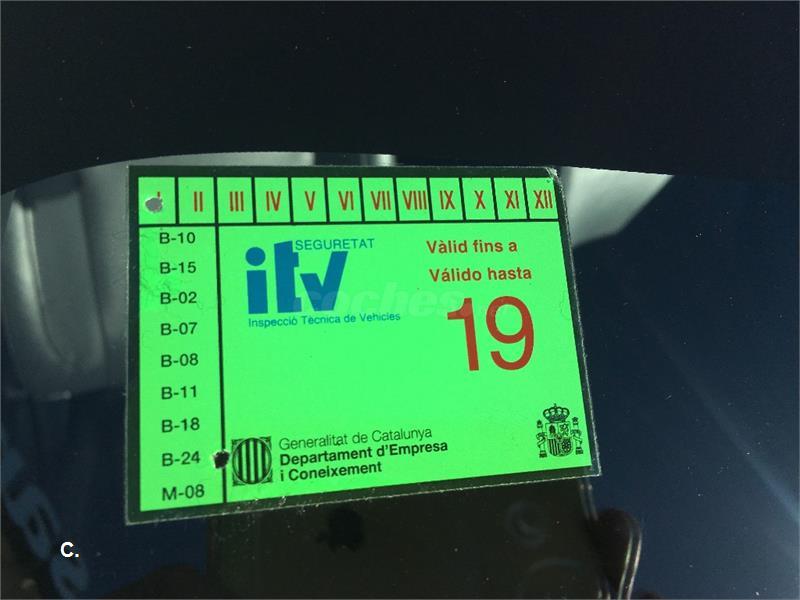 I II III IV V VI VII VIII IX X XI XII
B-10
B-15
B-02
B-07
B-08
B-11
B-18
B-24
M-08
SEGURETAT
itv
Inspecció Tècnica de Vehicles
Vàlid fins a
Válido hasta
19
coches
Generalitat de Catalunya
Departament d'Empresa
i Coneixement
C.